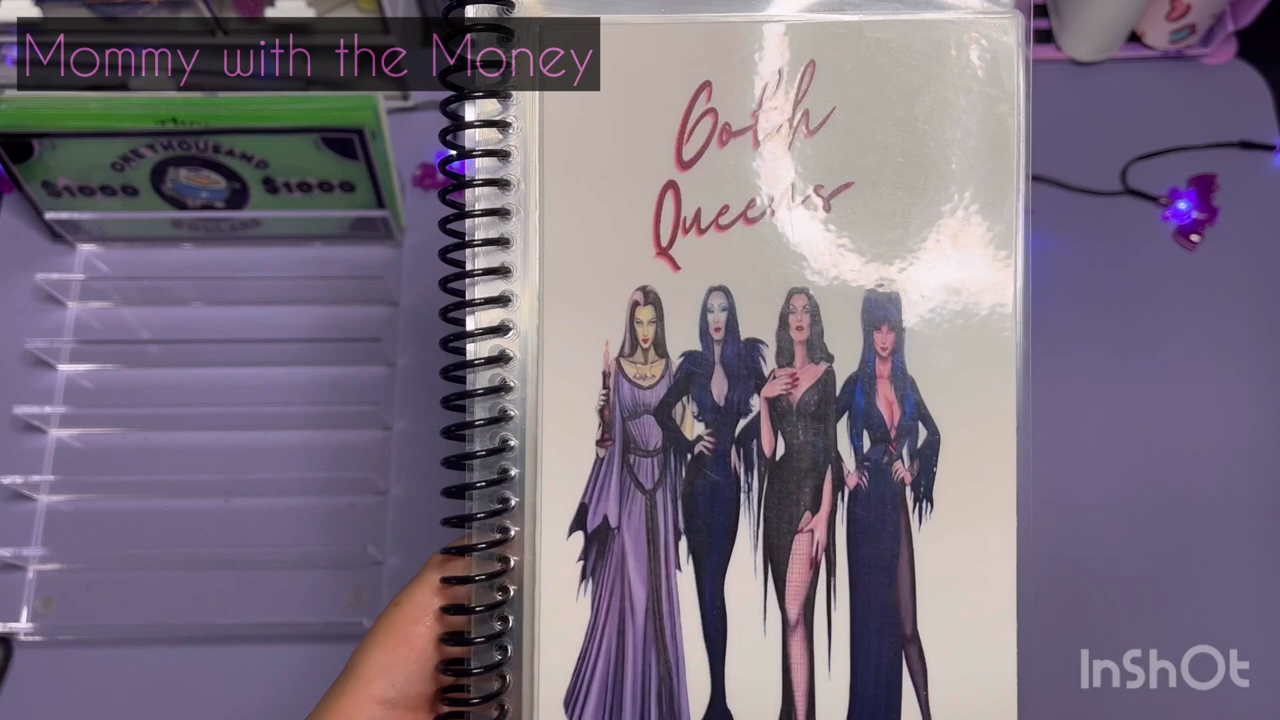 Mommy with the Money
ONE THOUSAND
$1000 $1000
Goth
Queens
InShOt